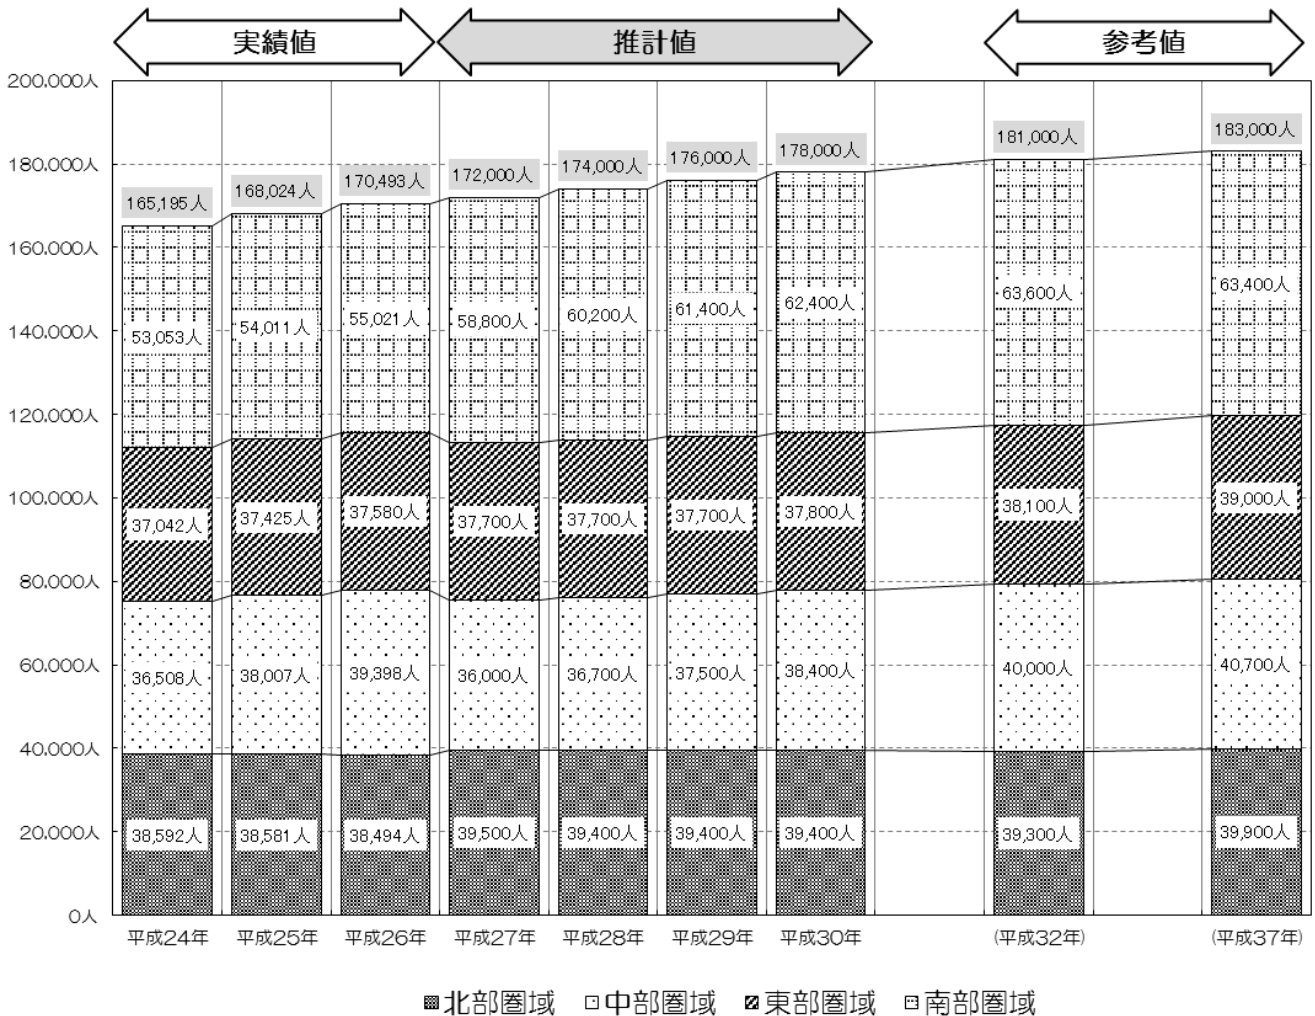 実績値 推計値 参考値
200.000人
180.000人
160.000人
140.000人
120.000人
100.000人
80.000人
60.000人
40.000人
20.000人
0人
165,195人 168,024人 170,493人 172,000人 174,000人 176,000人 178,000人 181,000人 183,000人
53,053人 54,011人 55,021人 58,800人 60,200人 61,400人 62,400人 63,600人 63,400人
37,042人 37,425人 37,580人 37,700人 37,700人 37,700人 37,800人 38,100人 39,000人
36,508人 38,007人 39,398人 36,000人 36,700人 37,500人 38,400人 40,000人 40,700人
38,592人 38,581人 38,494人 39,500人 39,400人 39,400人 39,400人 39,300人 39,900人
平成24年 平成25年 平成26年 平成27年 平成28年 平成29年 平成30年 (平成32年) (平成37年)
北部圏域 中部圏域 東部圏域 南部圏域